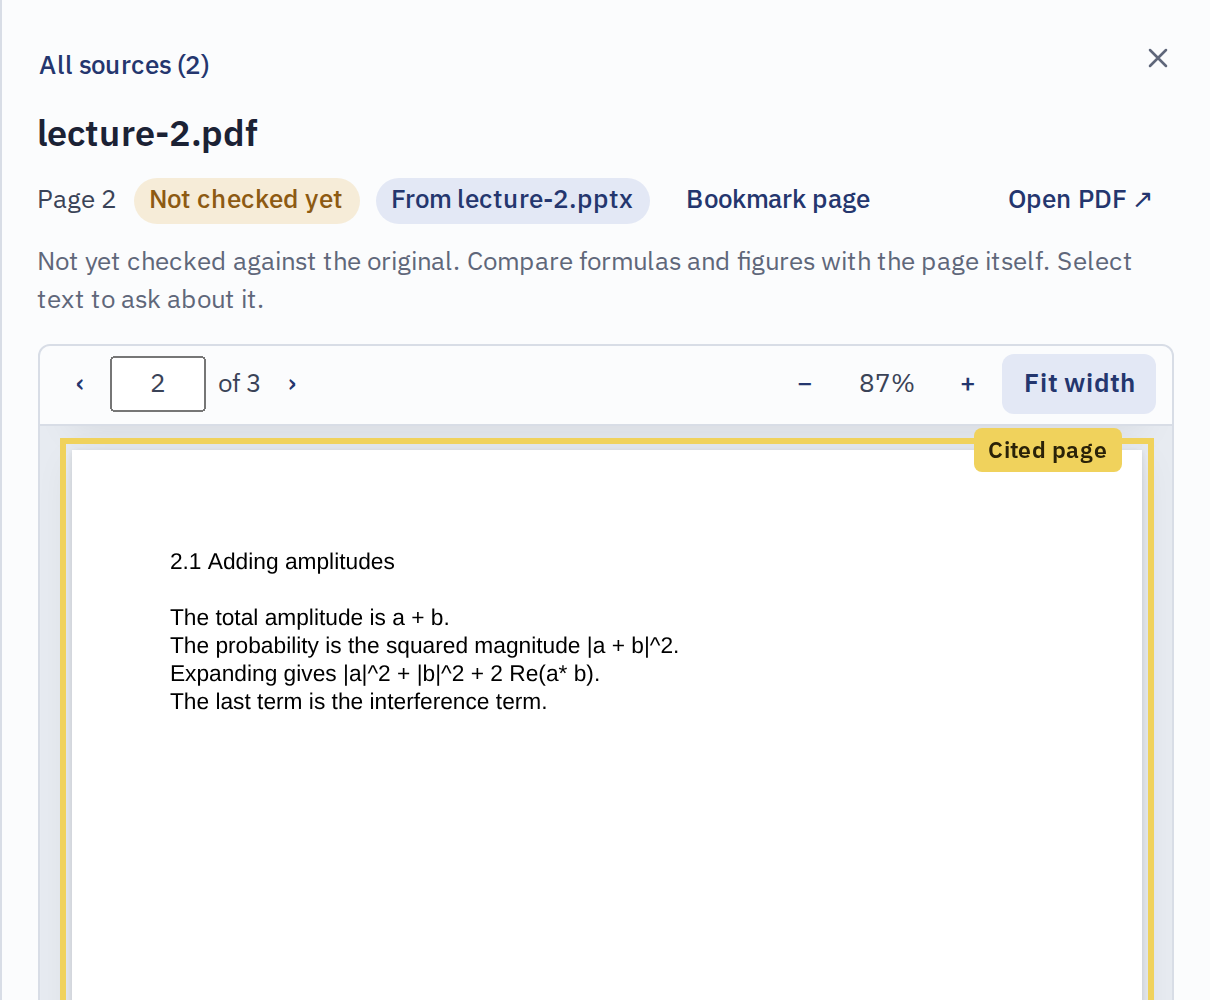 All sources (2)
lecture-2.pdf
Page 2 Not checked yet From lecture-2.pptx Bookmark page Open PDF ↗
Not yet checked against the original. Compare formulas and figures with the page itself. Select
text to ask about it.
‹ 2 of 3 › − 87% + Fit width
Cited page
2.1 Adding amplitudes
The total amplitude is a + b.
The probability is the squared magnitude |a + b|^2.
Expanding gives |a|^2 + |b|^2 + 2 Re(a* b).
The last term is the interference term.